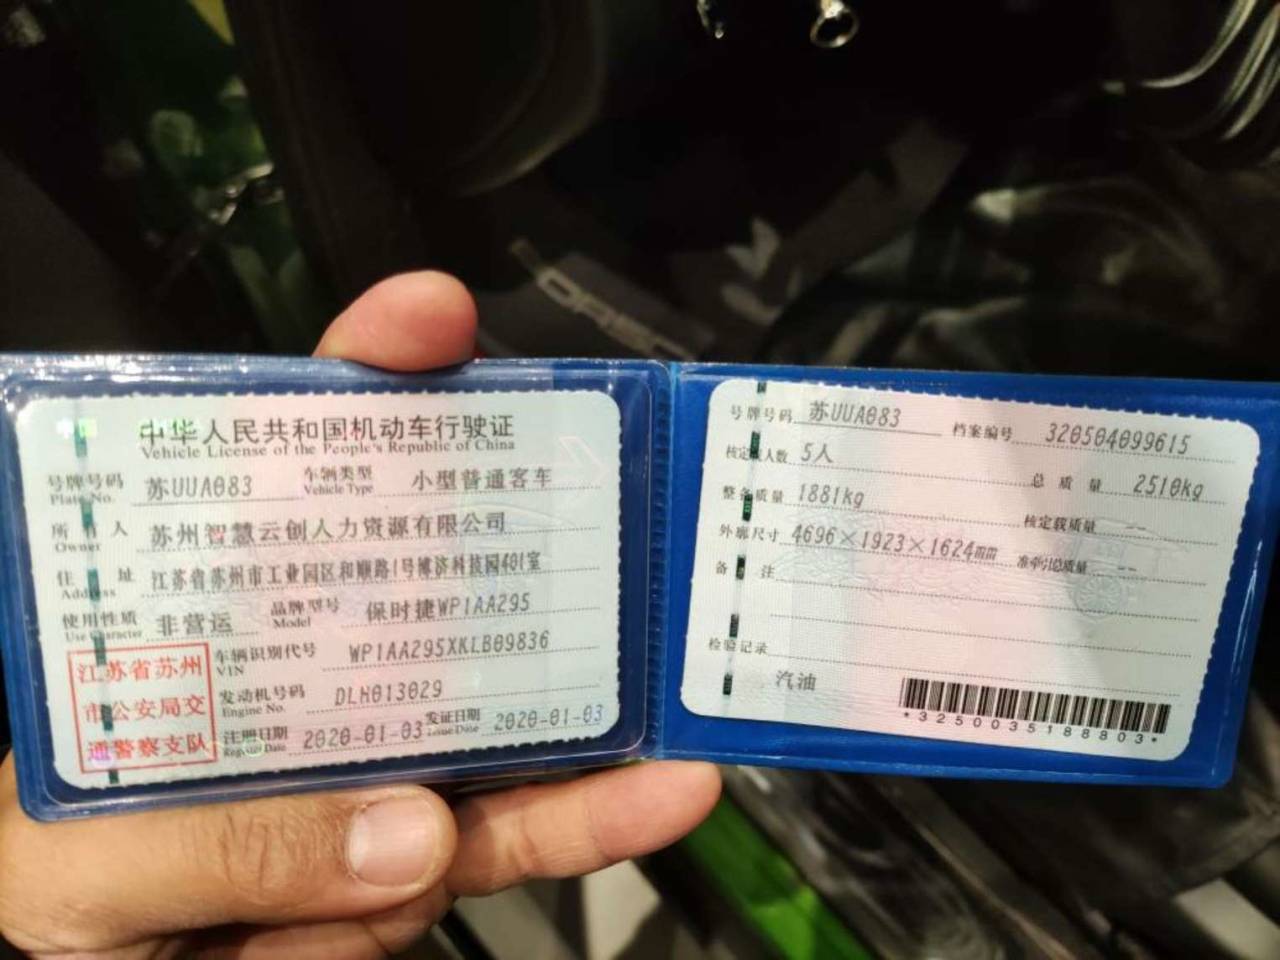 中华人民共和国机动车行驶证
Vehicle License of the People's Republic of China
号牌号码 苏UUA083 车辆类型 小型普通客车
Plate No. Vehicle Type
所有人 苏州智慧云创人力资源有限公司
Owner
住址 江苏省苏州市工业园区和顺路1号博济科技园401室
Address
使用性质 非营运 品牌型号 保时捷WP1AA295
Use Character Model
江苏省苏州
市公安局交
通警察支队
车辆识别代号 WP1AA295XKLB09836
VIN
发动机号码 DLH013029
Engine No.
注册日期 2020-01-03 发证日期 2020-01-03
Register Date Issue Date
号牌号码 苏UUA083 档案编号 320504099615
核定载人数 5人 总质量 2510kg
整备质量 1881kg 核定载质量 --
外廓尺寸 4696×1923×1624mm 准牵引总质量 --
备注
检验记录
汽油
*3250035188803*